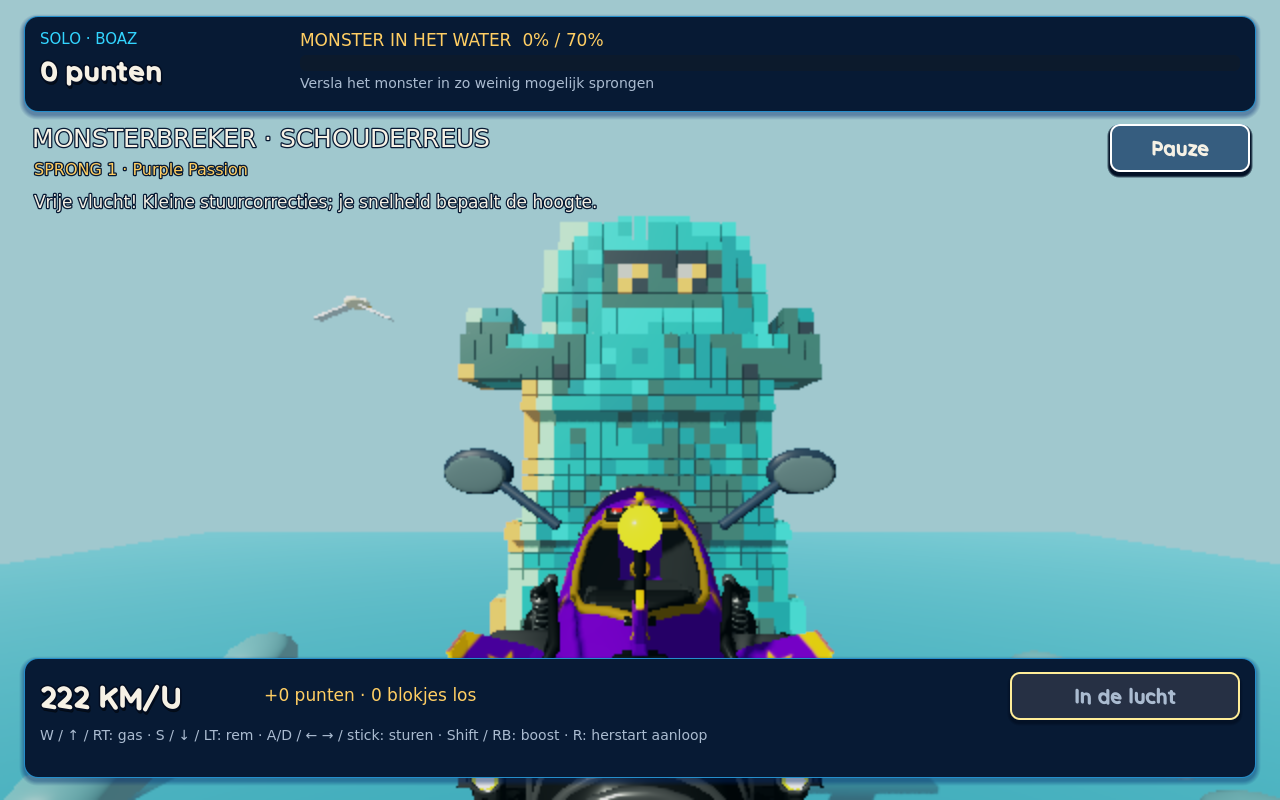 SOLO · BOAZ
0 punten
MONSTER IN HET WATER 0% / 70%
Versla het monster in zo weinig mogelijk sprongen
MONSTERBREKER · SCHOUDERREUS
SPRONG 1 · Purple Passion
Vrije vlucht! Kleine stuurcorrecties; je snelheid bepaalt de hoogte.
Pauze
222 KM/U
+0 punten · 0 blokjes los
In de lucht
W / ↑ / RT: gas · S / ↓ / LT: rem · A/D / ← → / stick: sturen · Shift / RB: boost · R: herstart aanloop